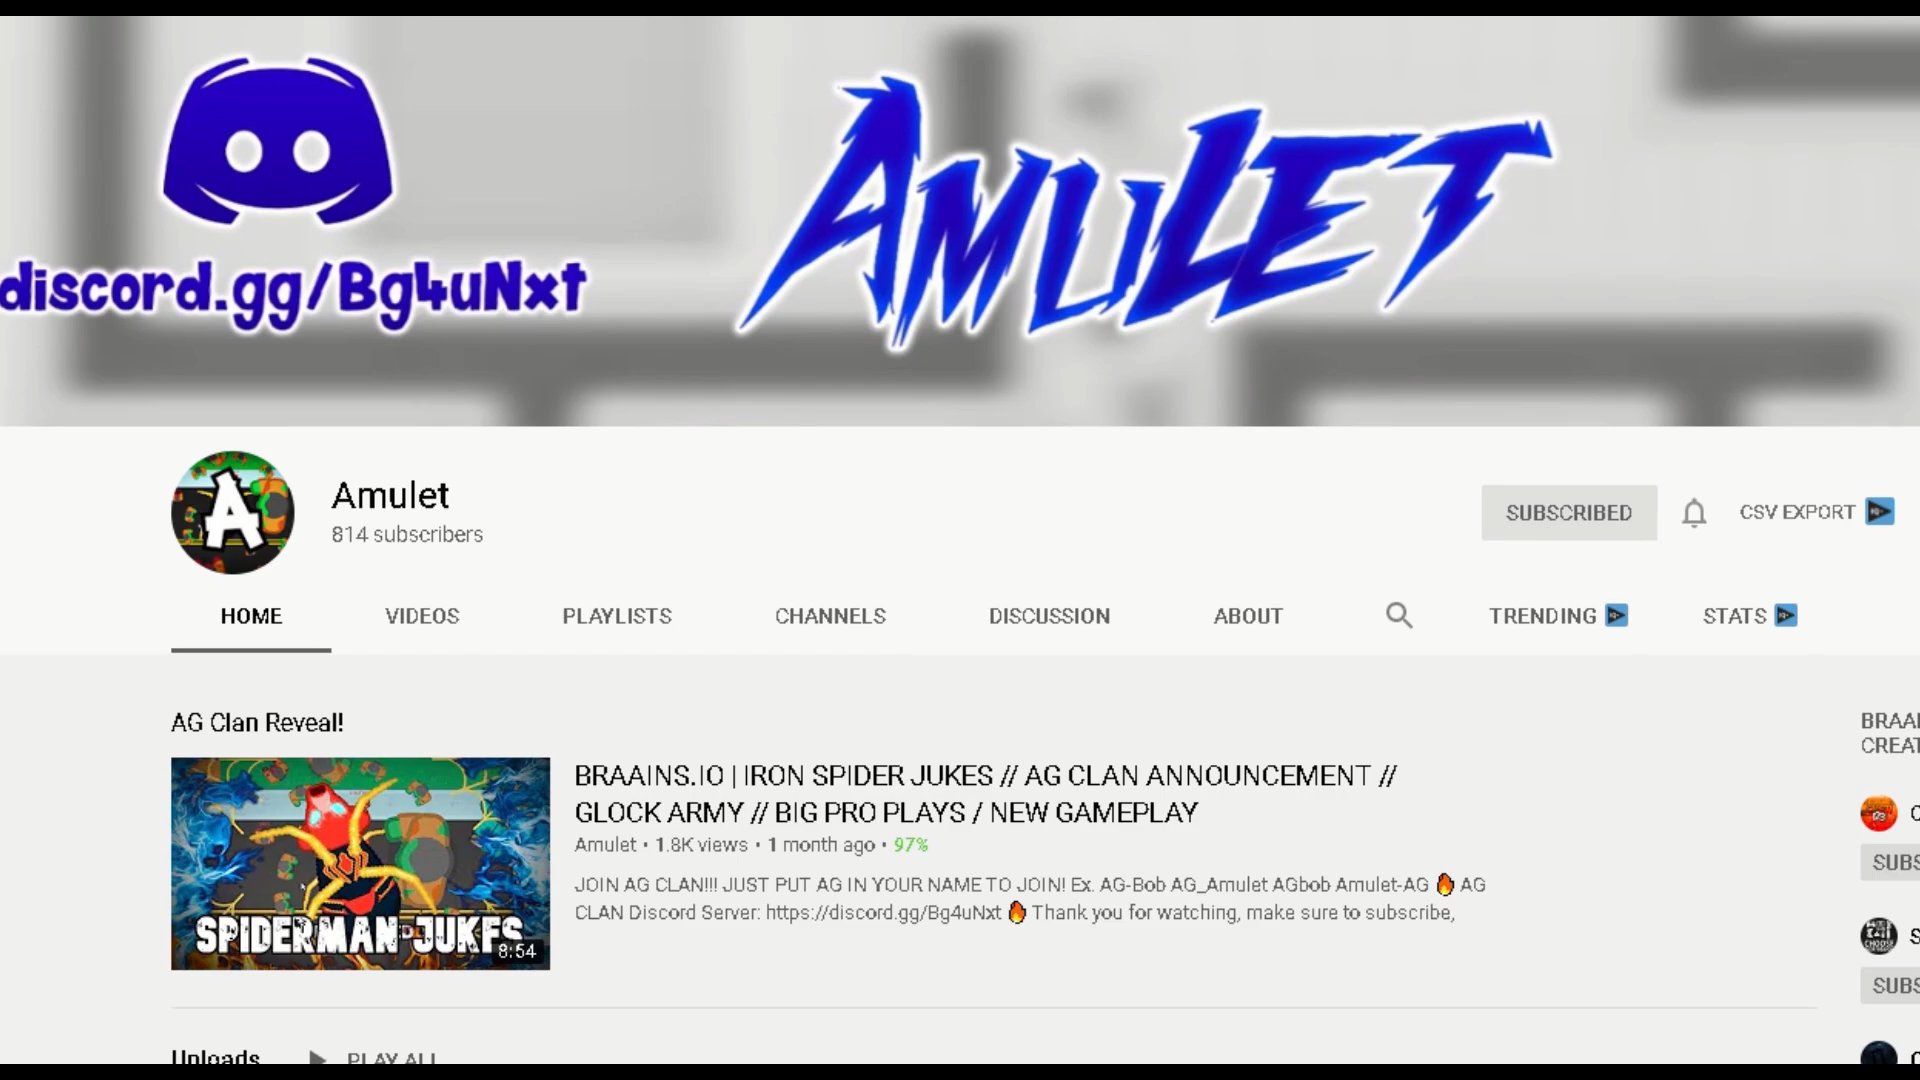 discord.gg/Bg4uNxt
AMULET
A
Amulet
814 subscribers
SUBSCRIBED
CSV EXPORT
HOME
VIDEOS
PLAYLISTS
CHANNELS
DISCUSSION
ABOUT
TRENDING
STATS
AG Clan Reveal!
SPIDERMAN JUKES
8:54
BRAAINS.IO | IRON SPIDER JUKES // AG CLAN ANNOUNCEMENT //
GLOCK ARMY // BIG PRO PLAYS / NEW GAMEPLAY
Amulet • 1.8K views • 1 month ago • 97%
JOIN AG CLAN!!! JUST PUT AG IN YOUR NAME TO JOIN! Ex. AG-Bob AG_Amulet AGbob Amulet-AG 🔥 AG
CLAN Discord Server: https://discord.gg/Bg4uNxt 🔥 Thank you for watching, make sure to subscribe,
BRAAI
CREAT
SUBS
S
SUBS
Uploads
PLAY ALL